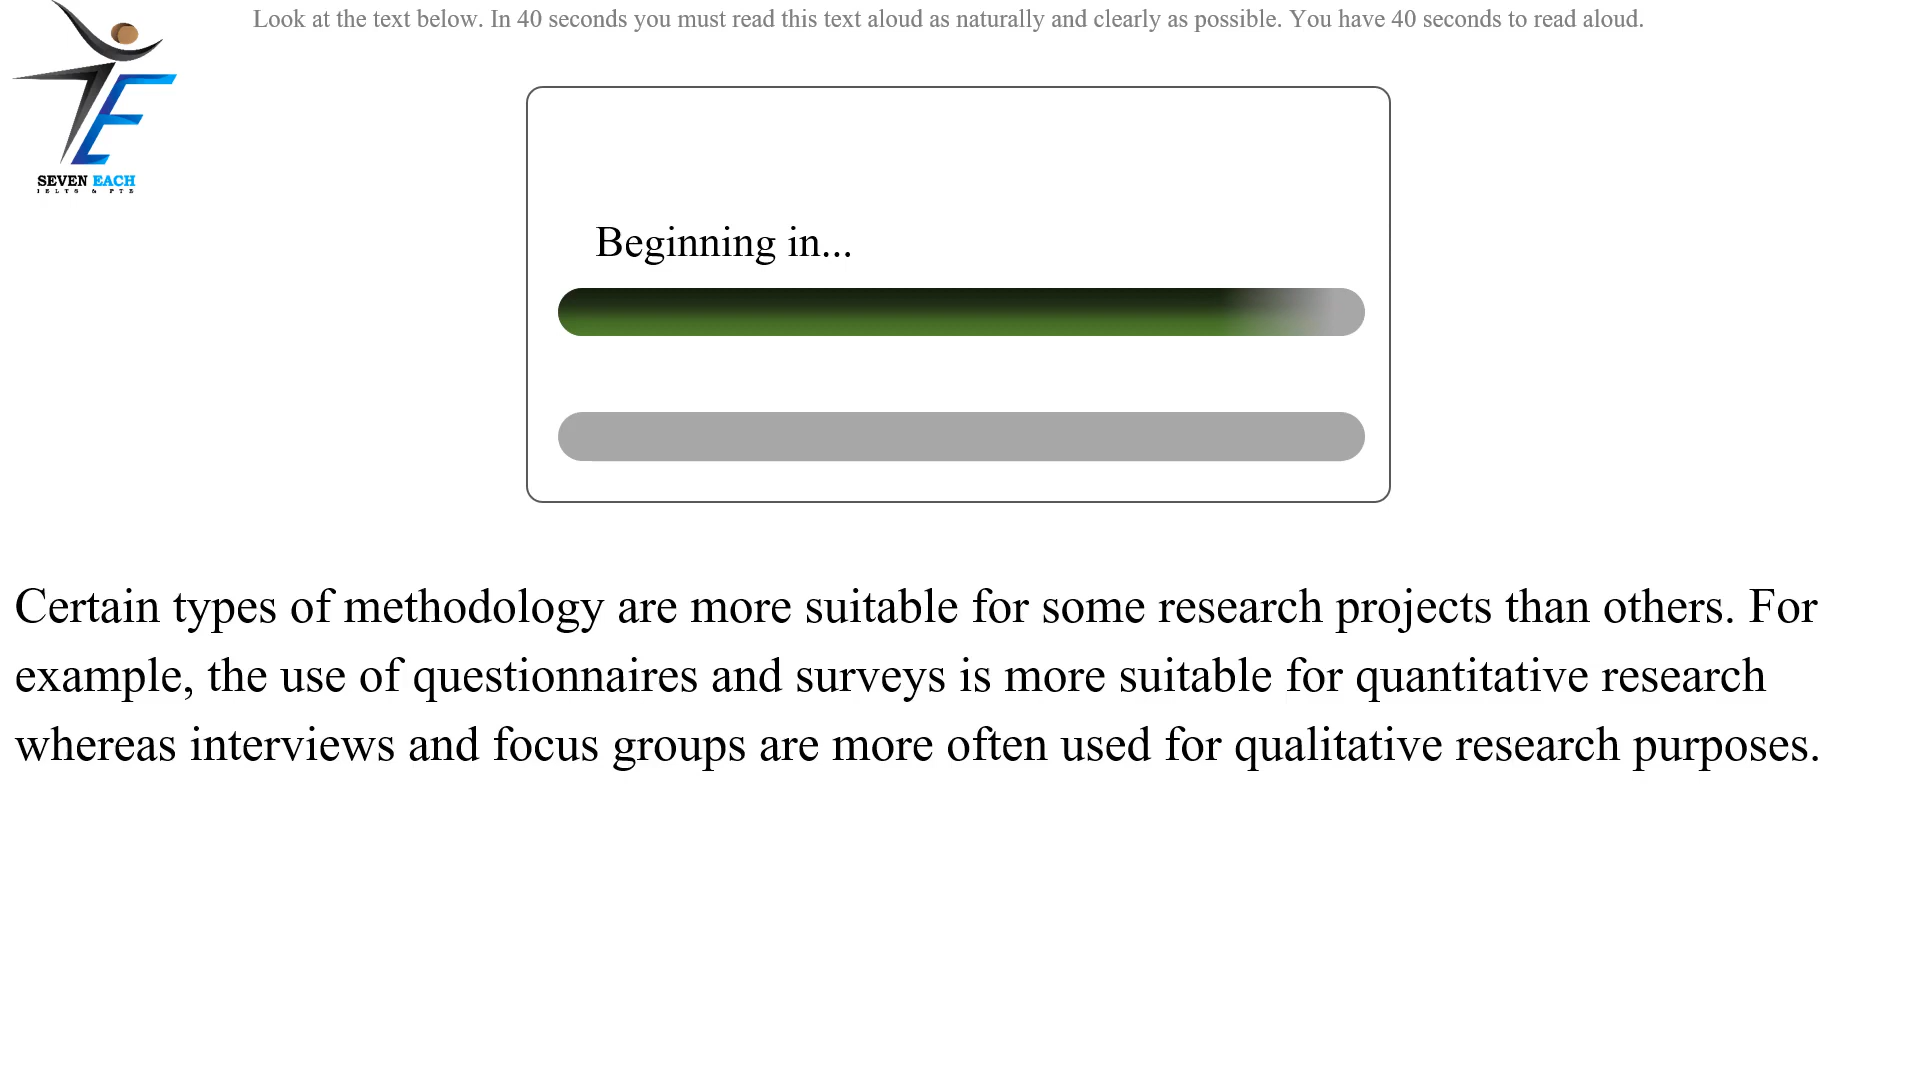 Look at the text below. In 40 seconds you must read this text aloud as naturally and clearly as possible. You have 40 seconds to read aloud.
SEVEN EACH
IELTS & PTE
Beginning in...
Certain types of methodology are more suitable for some research projects than others. For
example, the use of questionnaires and surveys is more suitable for quantitative research
whereas interviews and focus groups are more often used for qualitative research purposes.